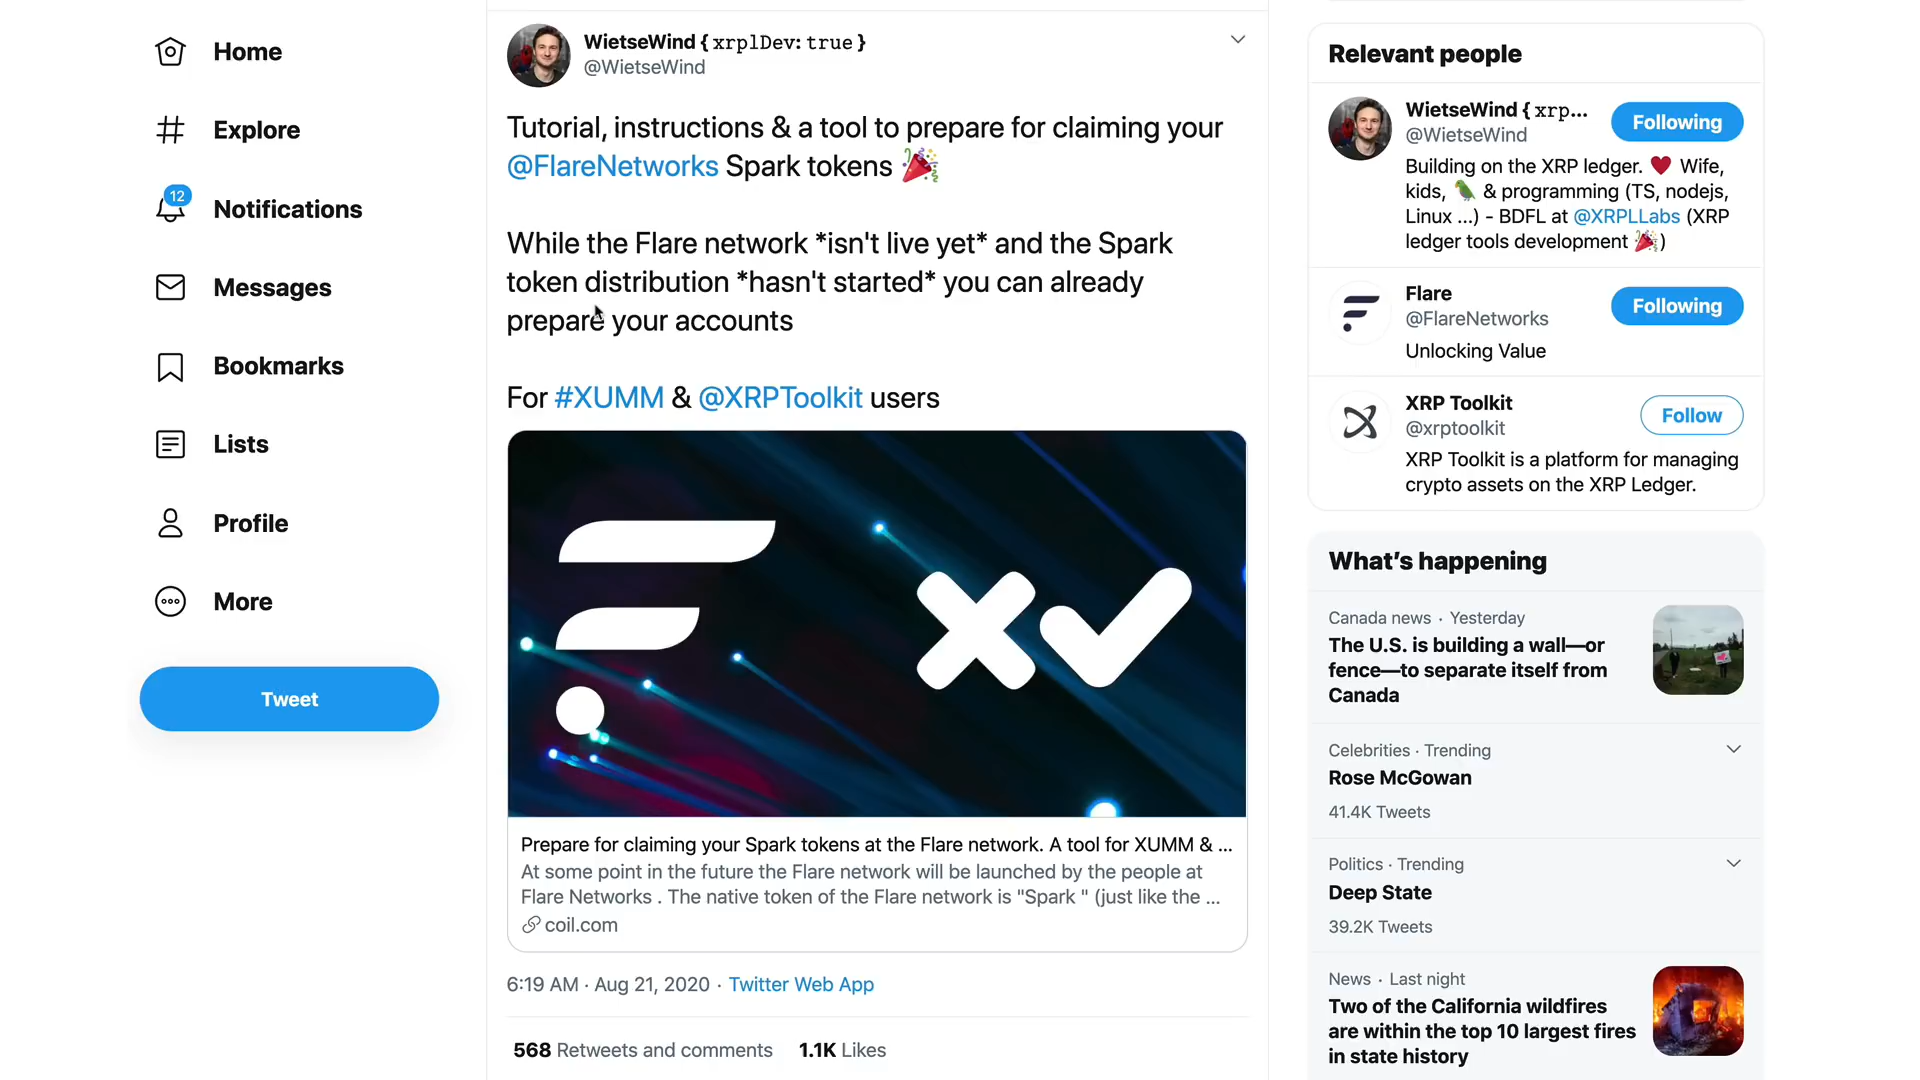 Home
Explore
12
Notifications
Messages
Bookmarks
Lists
Profile
More
Tweet
WietseWind { xrplDev: true }
@WietseWind
Tutorial, instructions & a tool to prepare for claiming your
@FlareNetworks Spark tokens 🎉
While the Flare network *isn't live yet* and the Spark
token distribution *hasn't started* you can already
prepare your accounts
For #XUMM & @XRPToolkit users
Prepare for claiming your Spark tokens at the Flare network. A tool for XUMM & ...
At some point in the future the Flare network will be launched by the people at
Flare Networks . The native token of the Flare network is "Spark " (just like the ...
coil.com
6:19 AM · Aug 21, 2020 · Twitter Web App
568 Retweets and comments 1.1K Likes
Relevant people
WietseWind { xrp...
@WietseWind
Following
Building on the XRP ledger. ❤️ Wife,
kids, 🦜 & programming (TS, nodejs,
Linux ...) - BDFL at @XRPLLabs (XRP
ledger tools development 🎉)
Flare
@FlareNetworks
Following
Unlocking Value
XRP Toolkit
@xrptoolkit
Follow
XRP Toolkit is a platform for managing
crypto assets on the XRP Ledger.
What's happening
Canada news · Yesterday
The U.S. is building a wall—or
fence—to separate itself from
Canada
Celebrities · Trending
Rose McGowan
41.4K Tweets
Politics · Trending
Deep State
39.2K Tweets
News · Last night
Two of the California wildfires
are within the top 10 largest fires
in state history